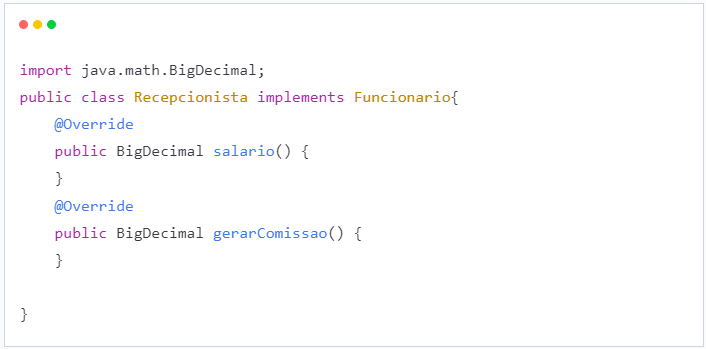 import java.math.BigDecimal;
public class Recepcionista implements Funcionario{
    @Override
    public BigDecimal salario() {
    }
    @Override
    public BigDecimal gerarComissao() {
    }
}